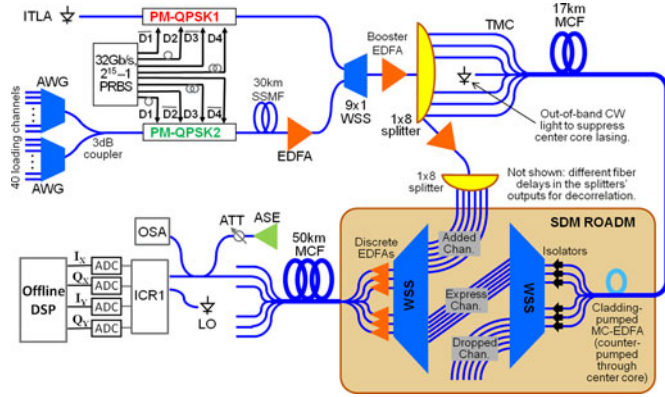 ITLA
PM-QPSK1
D1
D2
D3
D4
32Gb/s,
2¹⁵–1
PRBS
D1
D2
D3
D4
PM-QPSK2
AWG
AWG
40 loading channels
3dB
coupler
30km
SSMF
EDFA
9x1
WSS
Booster
EDFA
1x8
splitter
TMC
17km
MCF
Out-of-band CW
light to suppress
center core lasing.
1x8
splitter
Not shown: different fiber
delays in the splitters'
outputs for decorrelation.
SDM ROADM
OSA
ATT
ASE
50km
MCF
Discrete
EDFAs
WSS
Added
Chan.
Express
Chan.
Dropped
Chan.
WSS
Isolators
Cladding-
pumped
MC-EDFA
(counter-
pumped
through
center core)
Offline
DSP
I_X
Q_X
I_Y
Q_Y
ADC
ADC
ADC
ADC
ICR1
LO